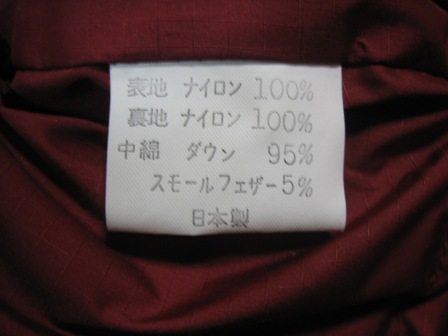 表地 ナイロン 100%
裏地 ナイロン 100%
中綿 ダウン 95%
スモールフェザー5%
日本製